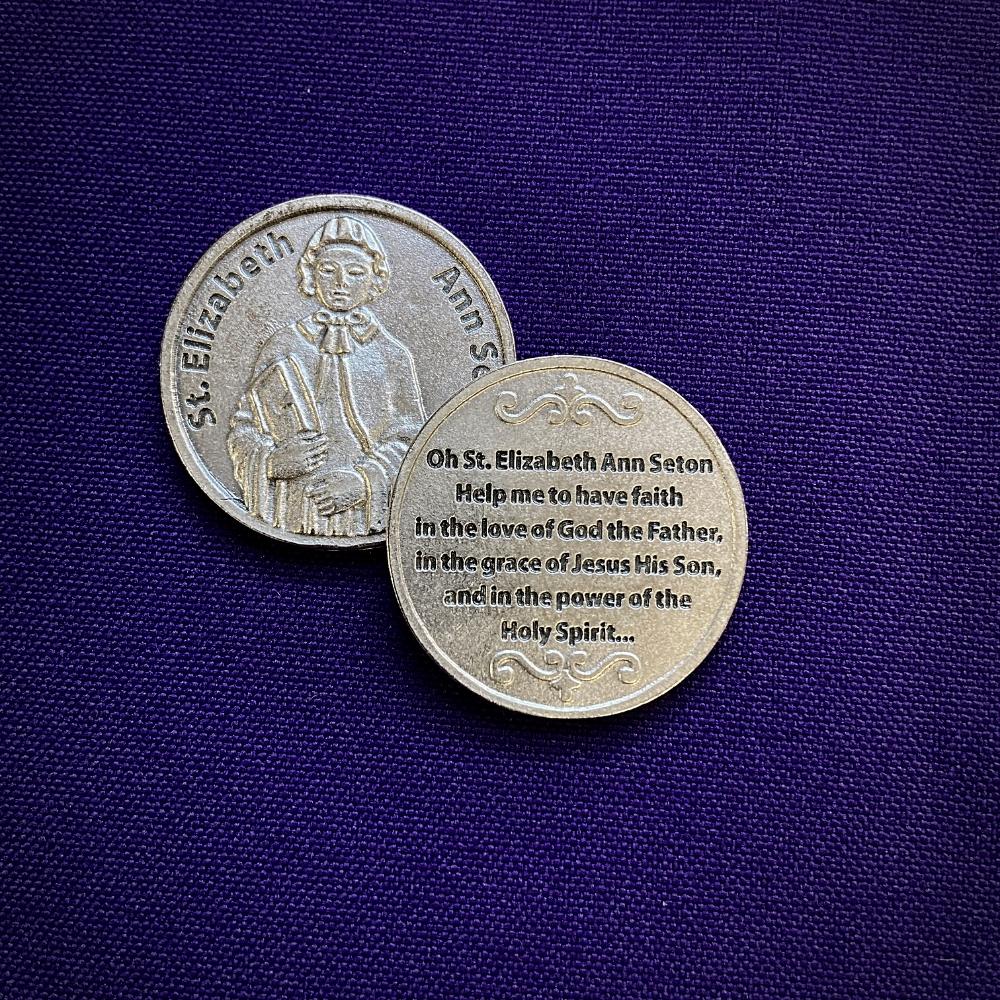 St. Elizabeth Ann Se
Oh St. Elizabeth Ann Seton
Help me to have faith
in the love of God the Father,
in the grace of Jesus His Son,
and in the power of the
Holy Spirit...